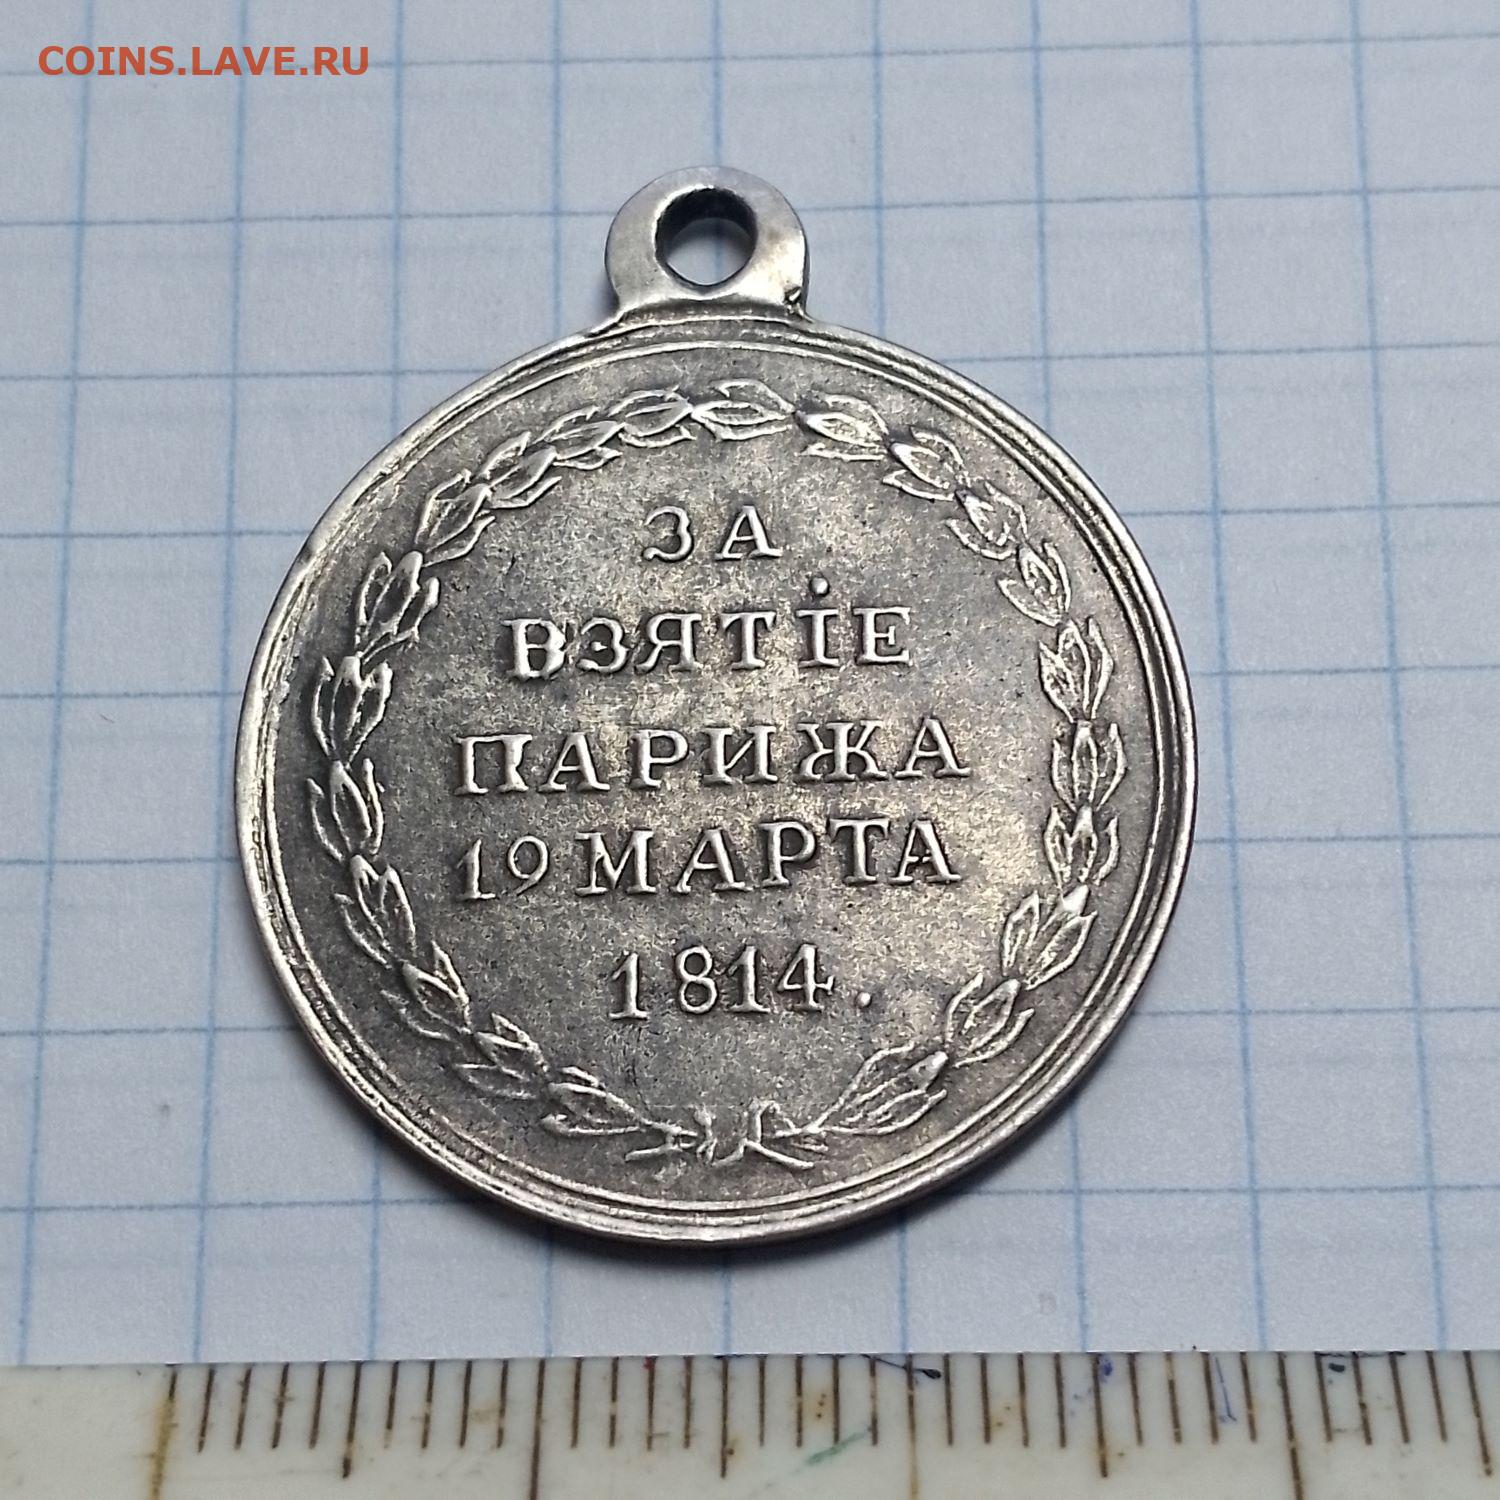 COINS.LAVE.RU
ЗА
ВЗЯТІЕ
ПАРИЖА
19 МАРТА
1814.